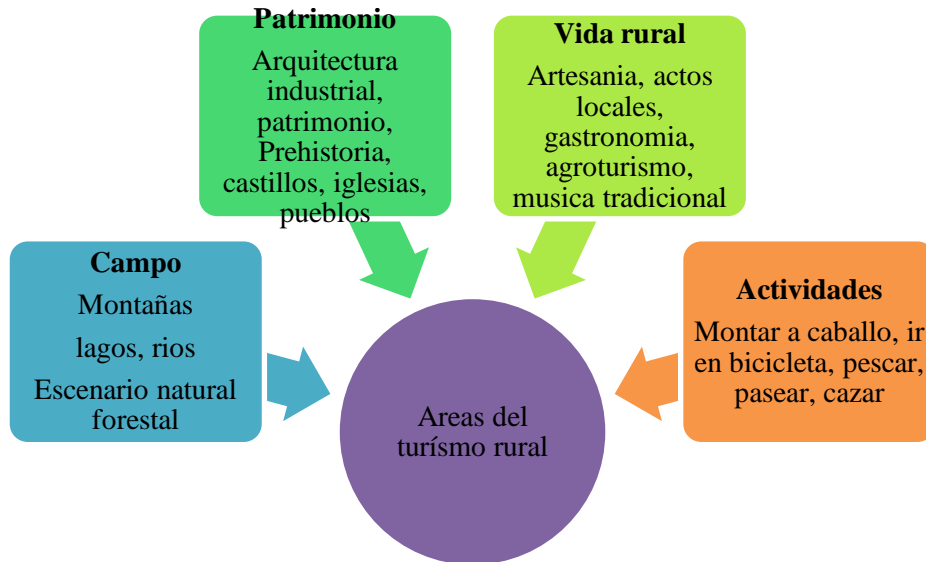 Patrimonio
Arquitectura
industrial,
patrimonio,
Prehistoria,
castillos, iglesias,
pueblos
Vida rural
Artesania, actos
locales,
gastronomia,
agroturismo,
musica tradicional
Campo
Montañas
lagos, rios
Escenario natural
forestal
Actividades
Montar a caballo, ir
en bicicleta, pescar,
pasear, cazar
Areas del
turísmo rural